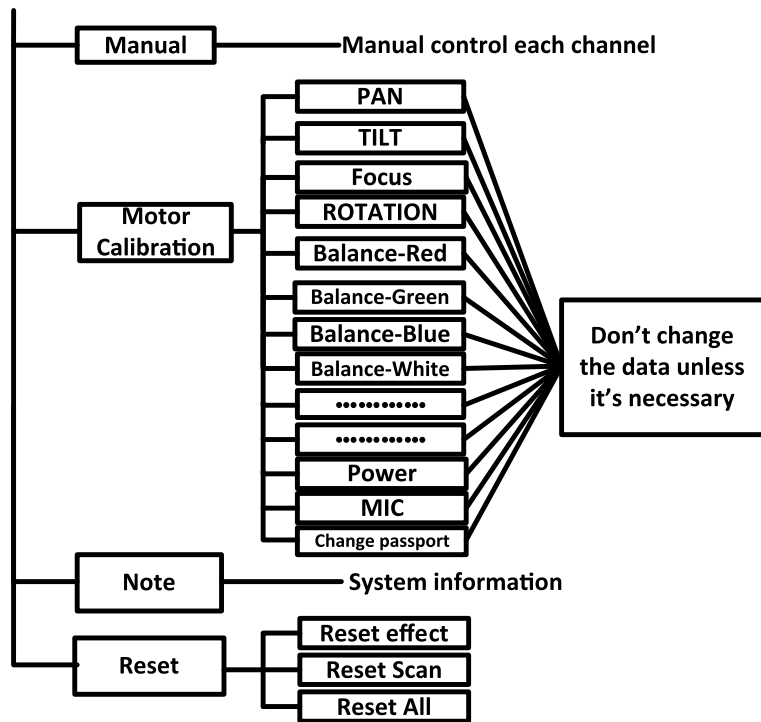 Manual
Manual control each channel
Motor
Calibration
PAN
TILT
Focus
ROTATION
Balance-Red
Balance-Green
Balance-Blue
Balance-White
••••••••••••
••••••••••••
Power
MIC
Change passport
Don't change
the data unless
it's necessary
Note
System information
Reset
Reset effect
Reset Scan
Reset All